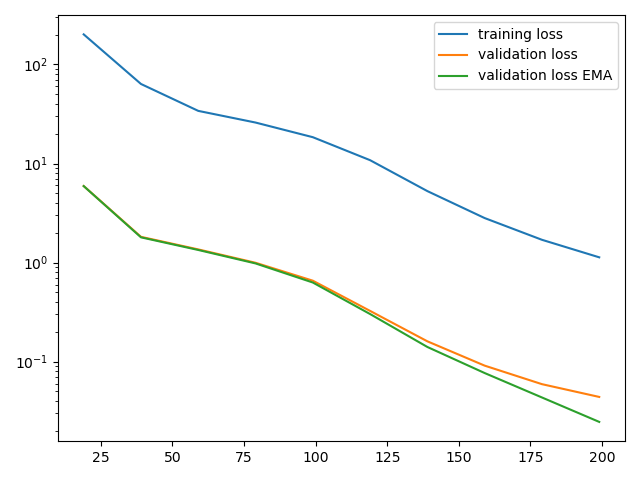 training loss
validation loss
validation loss EMA
10²
10¹
10⁰
10⁻¹
25 50 75 100 125 150 175 200